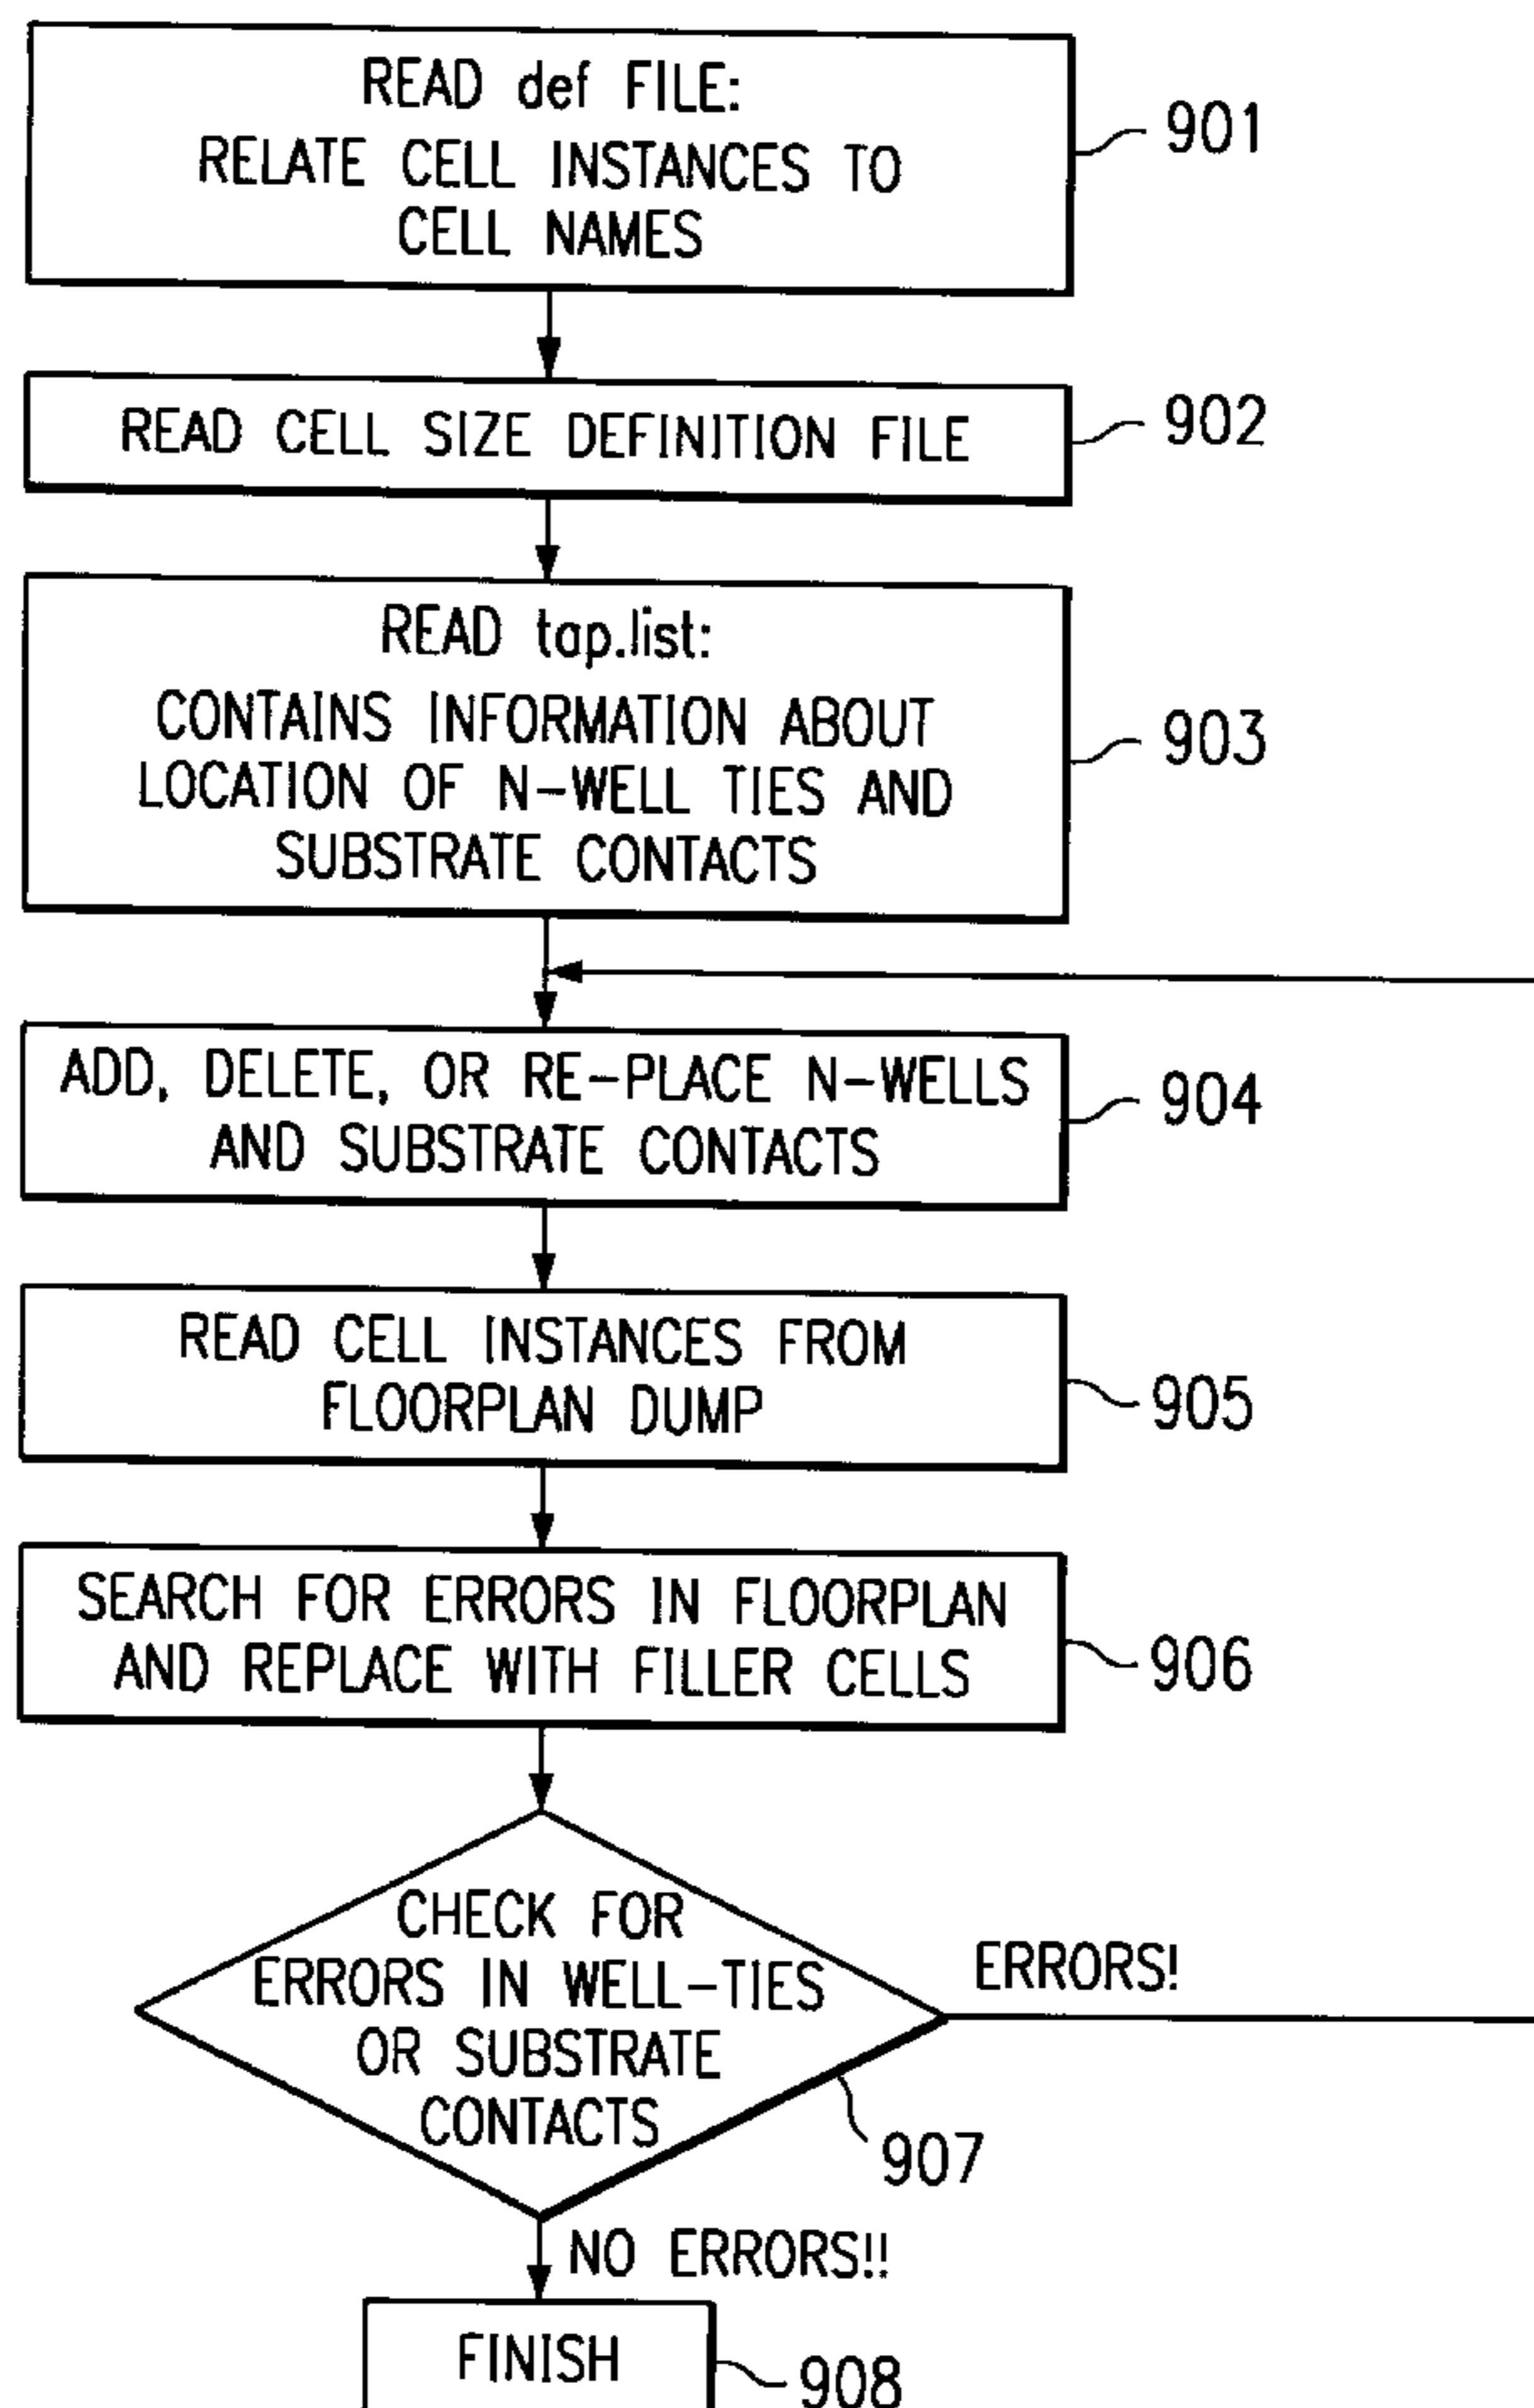 READ def FILE:
RELATE CELL INSTANCES TO
CELL NAMES
901
READ CELL SIZE DEFINITION FILE
902
READ tap.list:
CONTAINS INFORMATION ABOUT
LOCATION OF N-WELL TIES AND
SUBSTRATE CONTACTS
903
ADD, DELETE, OR RE-PLACE N-WELLS
AND SUBSTRATE CONTACTS
904
READ CELL INSTANCES FROM
FLOORPLAN DUMP
905
SEARCH FOR ERRORS IN FLOORPLAN
AND REPLACE WITH FILLER CELLS
906
CHECK FOR
ERRORS IN WELL-TIES
OR SUBSTRATE
CONTACTS
ERRORS!
907
NO ERRORS!!
FINISH
908